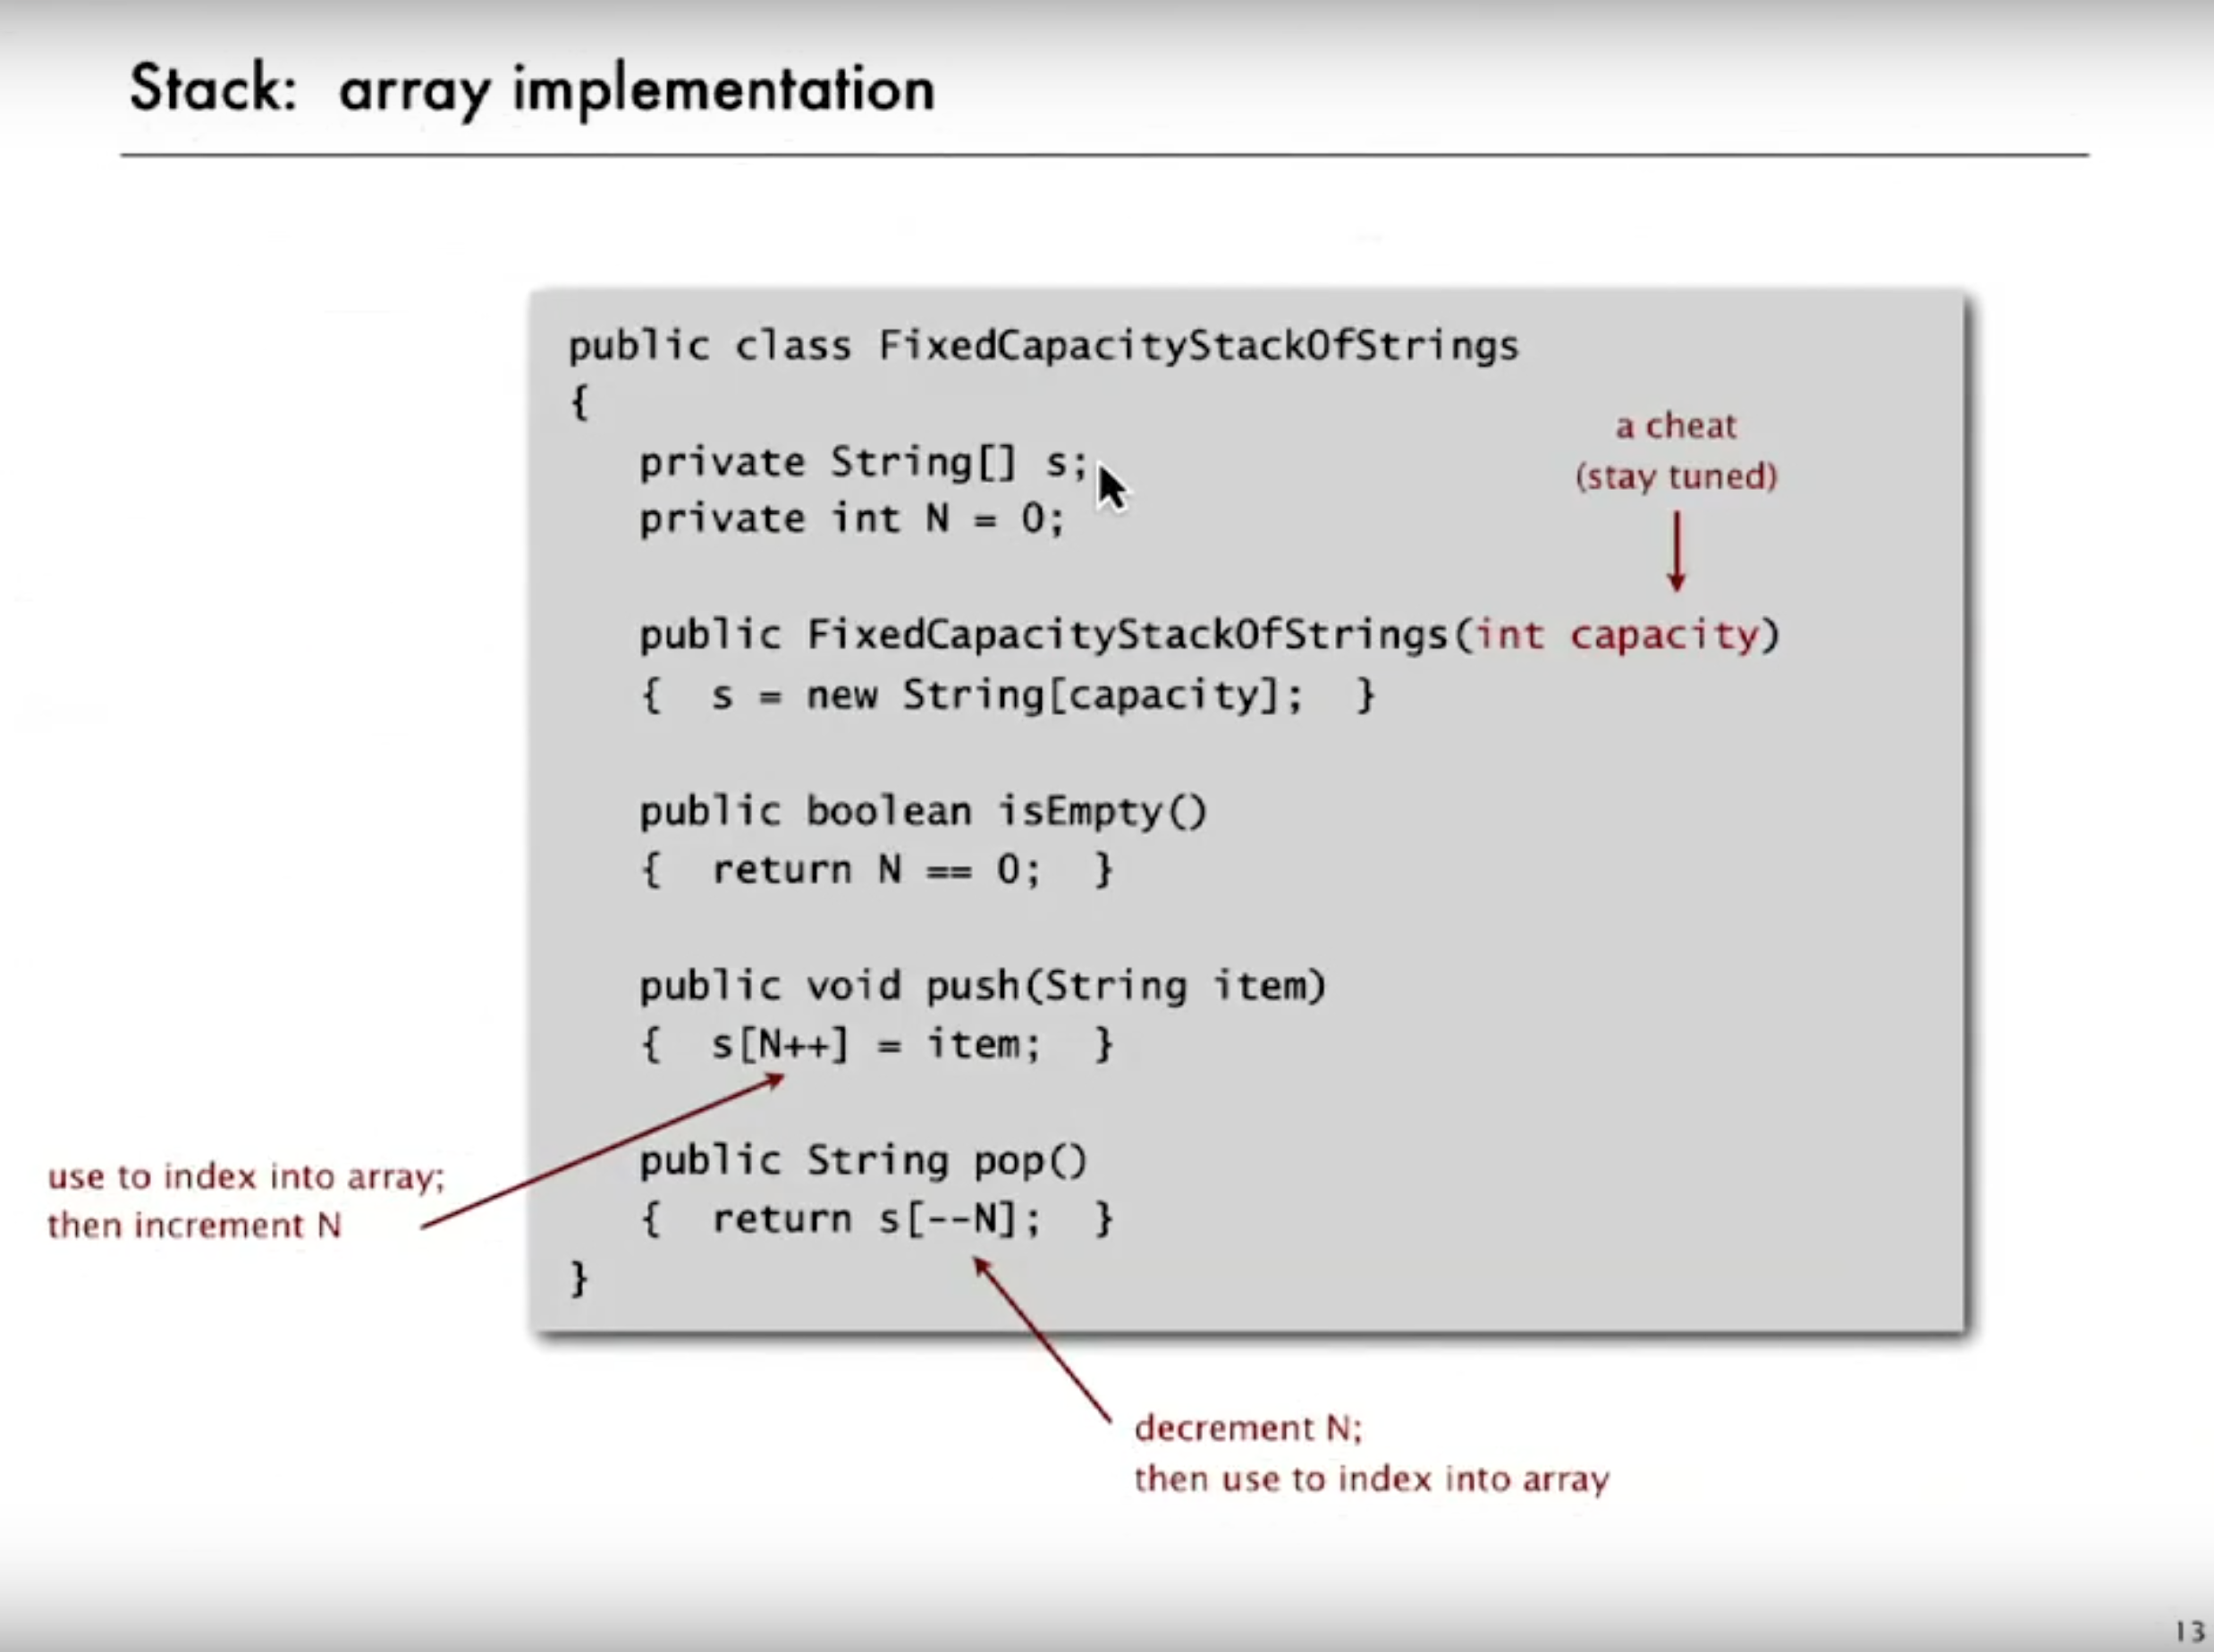 Stack: array implementation
public class FixedCapacityStackOfStrings
{
a cheat
(stay tuned)
private String[] s;
private int N = 0;
public FixedCapacityStackOfStrings(int capacity)
{ s = new String[capacity]; }
public boolean isEmpty()
{ return N == 0; }
public void push(String item)
{ s[N++] = item; }
use to index into array;
then increment N
public String pop()
{ return s[--N]; }
}
decrement N;
then use to index into array
13